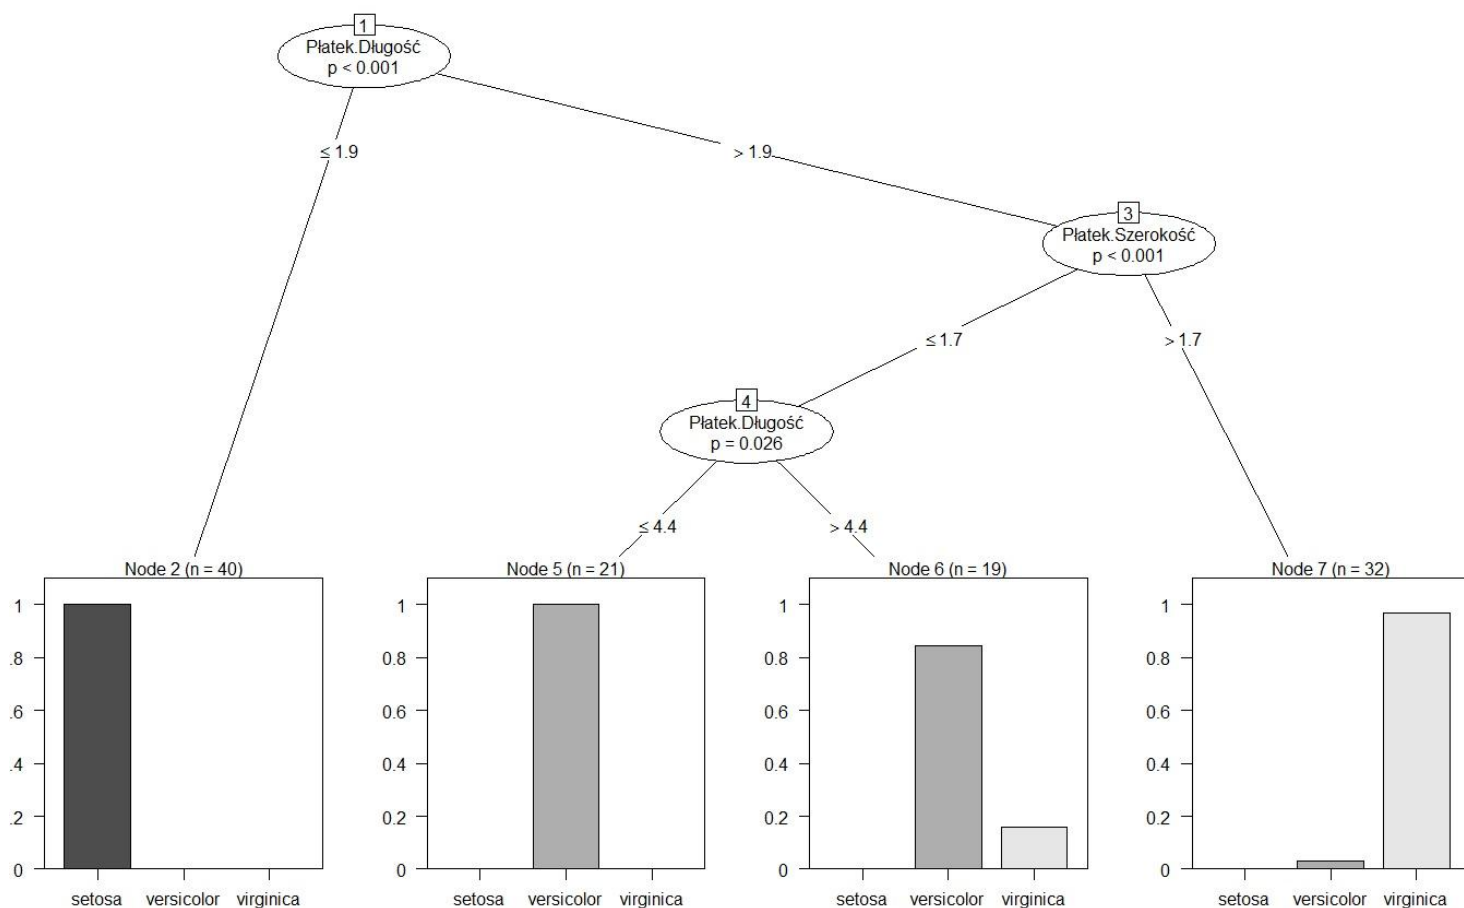 1
Płatek.Długość
p < 0.001
≤ 1.9
> 1.9
3
Płatek.Szerokość
p < 0.001
≤ 1.7
> 1.7
4
Płatek.Długość
p = 0.026
≤ 4.4
> 4.4
Node 2 (n = 40)
1
.8
.6
.4
.2
0
setosa versicolor virginica
Node 5 (n = 21)
1
0.8
0.6
0.4
0.2
0
setosa versicolor virginica
Node 6 (n = 19)
1
0.8
0.6
0.4
0.2
0
setosa versicolor virginica
Node 7 (n = 32)
1
0.8
0.6
0.4
0.2
0
setosa versicolor virginica